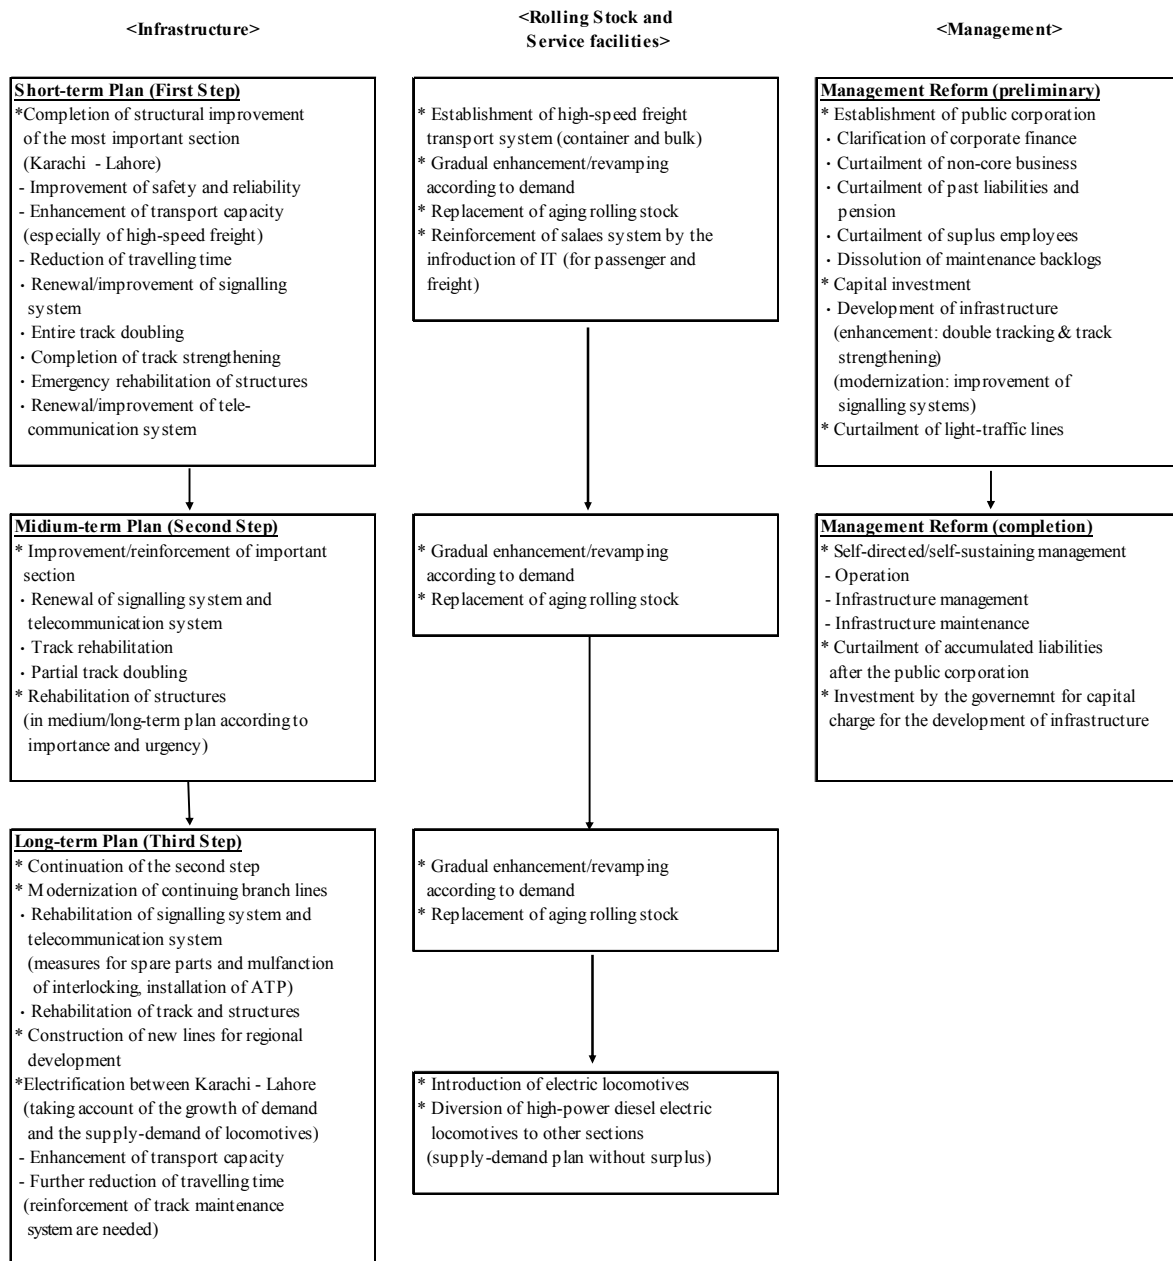 <Infrastructure>
<Rolling Stock and
Service facilities>
<Management>
Short-term Plan (First Step)
*Completion of structural improvement
of the most important section
(Karachi - Lahore)
- Improvement of safety and reliability
- Enhancement of transport capacity
(especially of high-speed freight)
- Reduction of travelling time
· Renewal/improvement of signalling
system
· Entire track doubling
· Completion of track strengthening
· Emergency rehabilitation of structures
· Renewal/improvement of tele-
communication system
* Establishment of high-speed freight
transport system (container and bulk)
* Gradual enhancement/revamping
according to demand
* Replacement of aging rolling stock
* Reinforcement of salaes system by the
infroduction of IT (for passenger and
freight)
Management Reform (preliminary)
* Establishment of public corporation
· Clarification of corporate finance
· Curtailment of non-core business
· Curtailment of past liabilities and
pension
· Curtailment of suplus employees
· Dissolution of maintenance backlogs
* Capital investment
· Development of infrastructure
(enhancement: double tracking & track
strengthening)
(modernization: improvement of
signalling systems)
* Curtailment of light-traffic lines
Midium-term Plan (Second Step)
* Improvement/reinforcement of important
section
· Renewal of signalling system and
telecommunication system
· Track rehabilitation
· Partial track doubling
* Rehabilitation of structures
(in medium/long-term plan according to
importance and urgency)
* Gradual enhancement/revamping
according to demand
* Replacement of aging rolling stock
Management Reform (completion)
* Self-directed/self-sustaining management
- Operation
- Infrastructure management
- Infrastructure maintenance
* Curtailment of accumulated liabilities
after the public corporation
* Investment by the governemnt for capital
charge for the development of infrastructure
Long-term Plan (Third Step)
* Continuation of the second step
* Modernization of continuing branch lines
· Rehabilitation of signalling system and
telecommunication system
(measures for spare parts and mulfanction
of interlocking, installation of ATP)
· Rehabilitation of track and structures
* Construction of new lines for regional
development
*Electrification between Karachi - Lahore
(taking account of the growth of demand
and the supply-demand of locomotives)
- Enhancement of transport capacity
- Further reduction of travelling time
(reinforcement of track maintenance
system are needed)
* Gradual enhancement/revamping
according to demand
* Replacement of aging rolling stock
* Introduction of electric locomotives
* Diversion of high-power diesel electric
locomotives to other sections
(supply-demand plan without surplus)